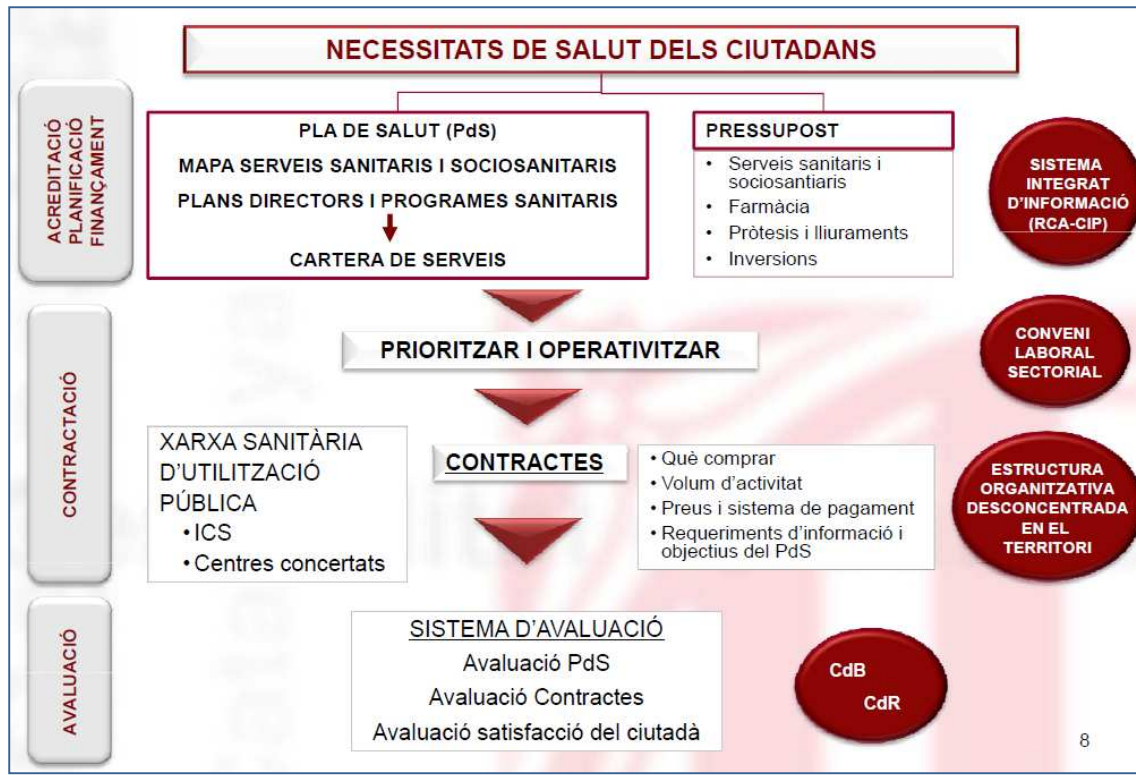 NECESSITATS DE SALUT DELS CIUTADANS
ACREDITACIÓ
PLANIFICACIÓ
FINANÇAMENT
PLA DE SALUT (PdS)
MAPA SERVEIS SANITARIS I SOCIOSANITARIS
PLANS DIRECTORS I PROGRAMES SANITARIS
CARTERA DE SERVEIS
PRESSUPOST
• Serveis sanitaris i
sociosantiaris
• Farmàcia
• Pròtesis i lliuraments
• Inversions
SISTEMA
INTEGRAT
D'INFORMACIÓ
(RCA-CIP)
CONTRACTACIÓ
PRIORITZAR I OPERATIVITZAR
CONVENI
LABORAL
SECTORIAL
XARXA SANITÀRIA
D'UTILITZACIÓ
PÚBLICA
• ICS
• Centres concertats
CONTRACTES
• Què comprar
• Volum d'activitat
• Preus i sistema de pagament
• Requeriments d'informació i
objectius del PdS
ESTRUCTURA
ORGANITZATIVA
DESCONCENTRADA
EN EL
TERRITORI
AVALUACIÓ
SISTEMA D'AVALUACIÓ
Avaluació PdS
Avaluació Contractes
Avaluació satisfacció del ciutadà
CdB
CdR
8